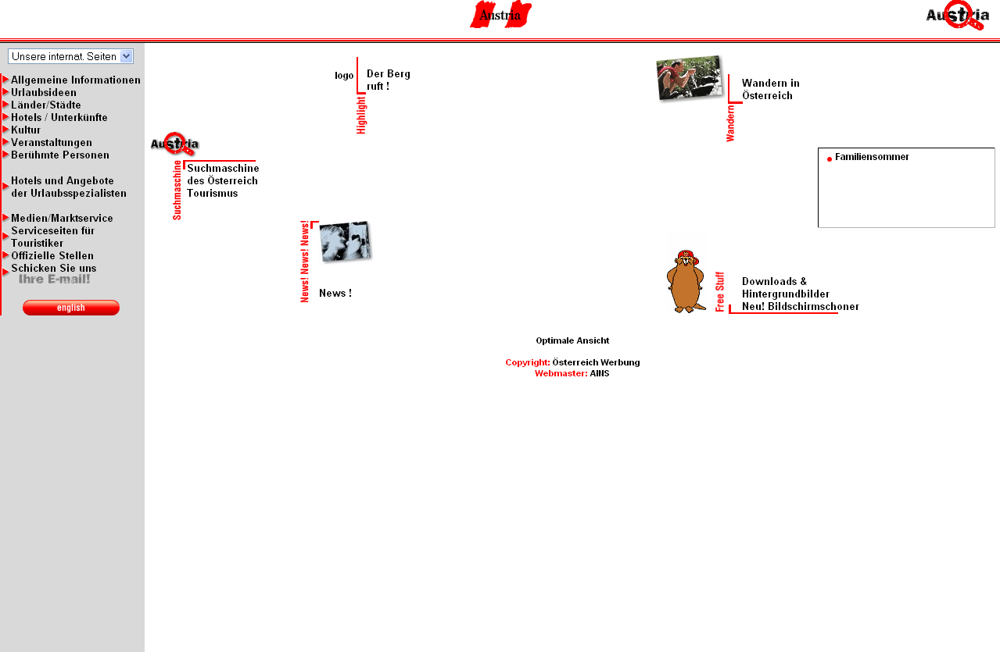 Austria
Austria
Unsere internat. Seiten
Allgemeine Informationen
Urlaubsideen
Länder/Städte
Hotels / Unterkünfte
Kultur
Veranstaltungen
Berühmte Personen
Hotels und Angebote
der Urlaubsspezialisten
Medien/Marktservice
Serviceseiten für
Touristiker
Offizielle Stellen
Schicken Sie uns
Ihre E-mail!
english
logo
Der Berg
ruft !
Highlight
Wandern in
Österreich
Wandern
Austria
Suchmaschine
des Österreich
Tourismus
Suchmaschine
Familiensommer
News! News! News!
News !
Free Stuff
Downloads &
Hintergrundbilder
Neu! Bildschirmschoner
Optimale Ansicht
Copyright: Österreich Werbung
Webmaster: AINS